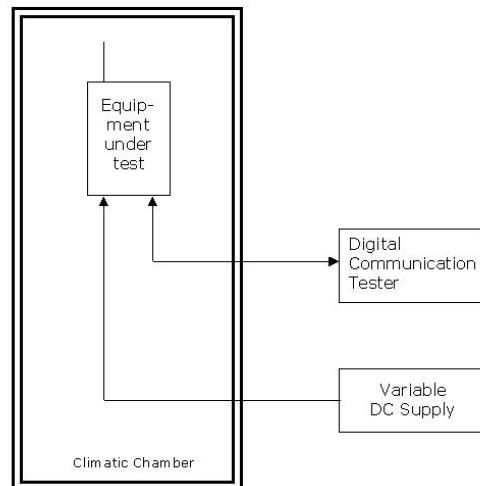 Equip-
ment
under
test
Digital
Communication
Tester
Variable
DC Supply
Climatic Chamber